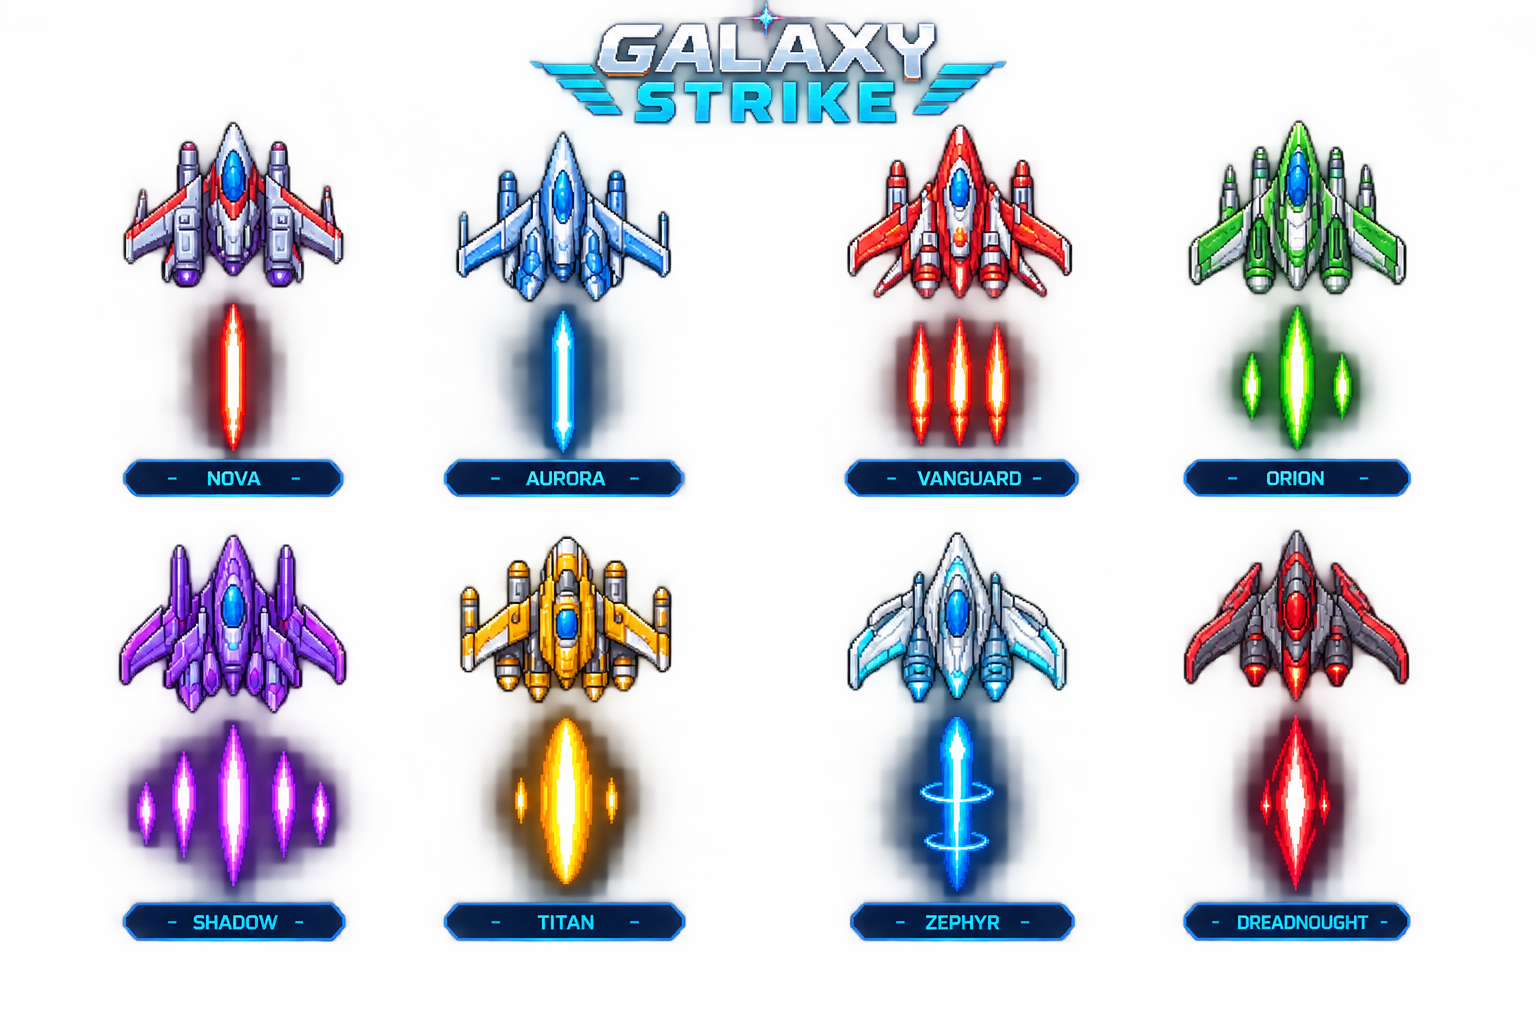 GALAXY
STRIKE
- NOVA -
- AURORA -
- VANGUARD -
- ORION -
- SHADOW -
- TITAN -
- ZEPHYR -
- DREADNOUGHT -